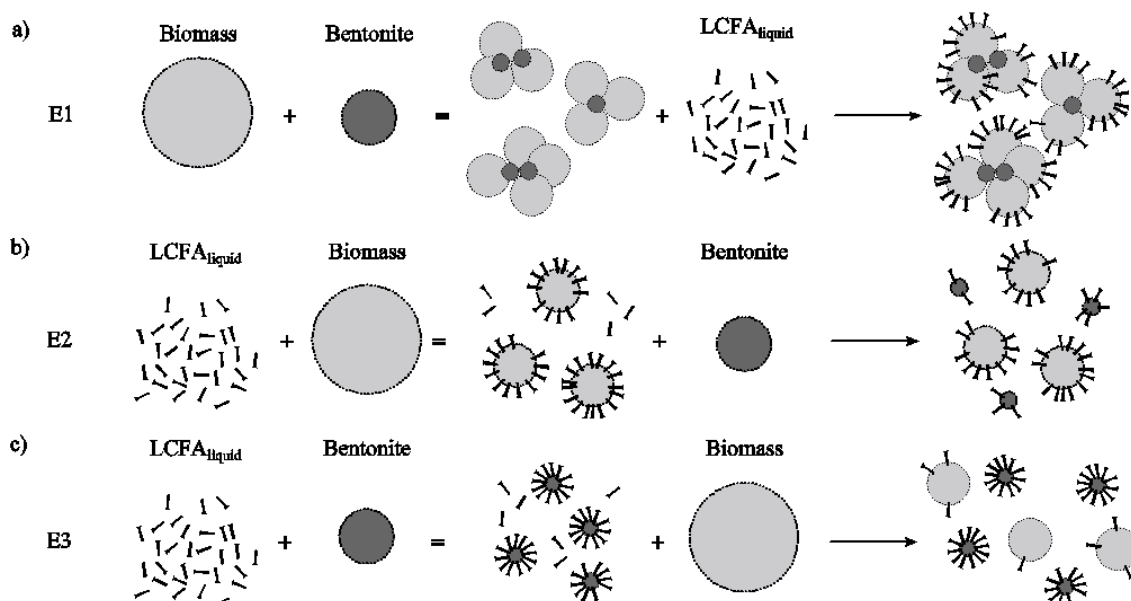 a)
Biomass
Bentonite
LCFAliquid
E1
+
=
+
b)
LCFAliquid
Biomass
Bentonite
E2
+
=
+
c)
LCFAliquid
Bentonite
Biomass
E3
+
=
+